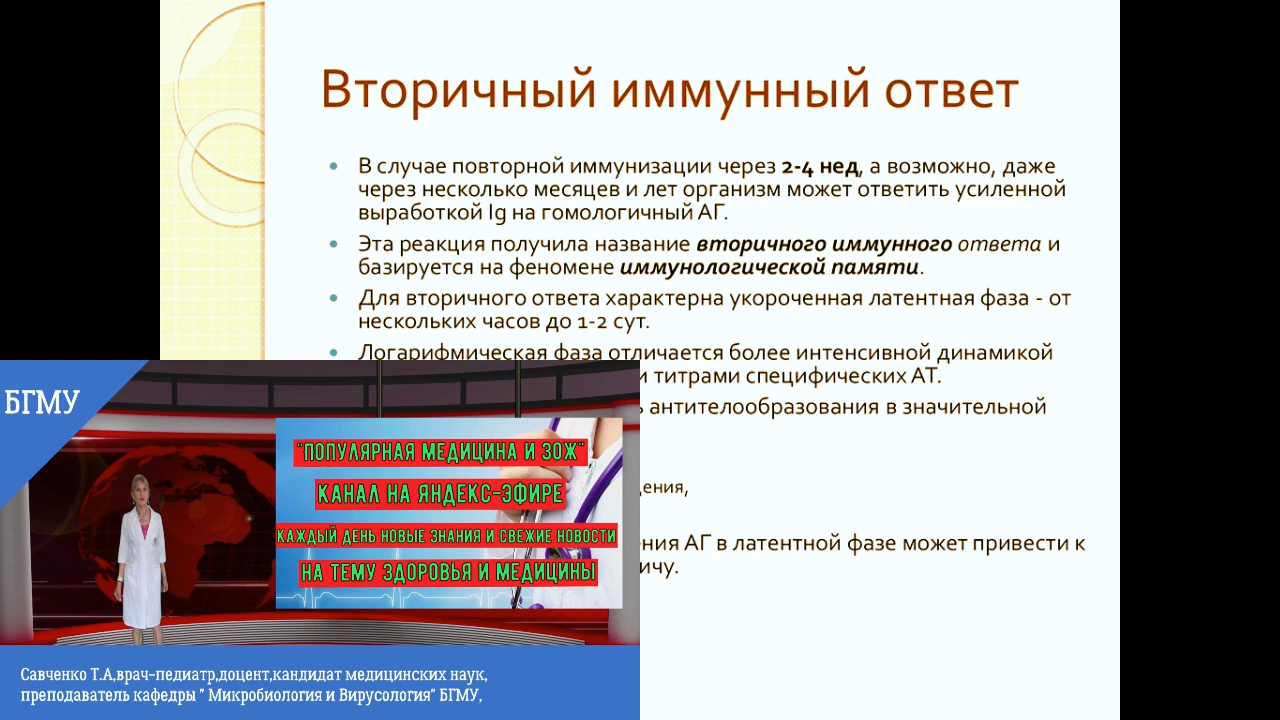 Вторичный иммунный ответ
В случае повторной иммунизации через 2-4 нед, а возможно, даже
через несколько месяцев и лет организм может ответить усиленной
выработкой Ig на гомологичный АГ.
Эта реакция получила название вторичного иммунного ответа и
базируется на феномене иммунологической памяти.
Для вторичного ответа характерна укороченная латентная фаза - от
нескольких часов до 1-2 сут.
Логарифмическая фаза отличается более интенсивной динамикой
и титрами специфических АТ.
антителообразования в значительной
АГ в латентной фазе может привести к
БГМУ
"ПОПУЛЯРНАЯ МЕДИЦИНА И ЗОЖ"
КАНАЛ НА ЯНДЕКС-ЭФИРЕ
КАЖДЫЙ ДЕНЬ НОВЫЕ ЗНАНИЯ И СВЕЖИЕ НОВОСТИ
НА ТЕМУ ЗДОРОВЬЯ И МЕДИЦИНЫ
Савченко Т.А,врач-педиатр,доцент,кандидат медицинских наук,
преподаватель кафедры " Микробиология и Вирусология" БГМУ,